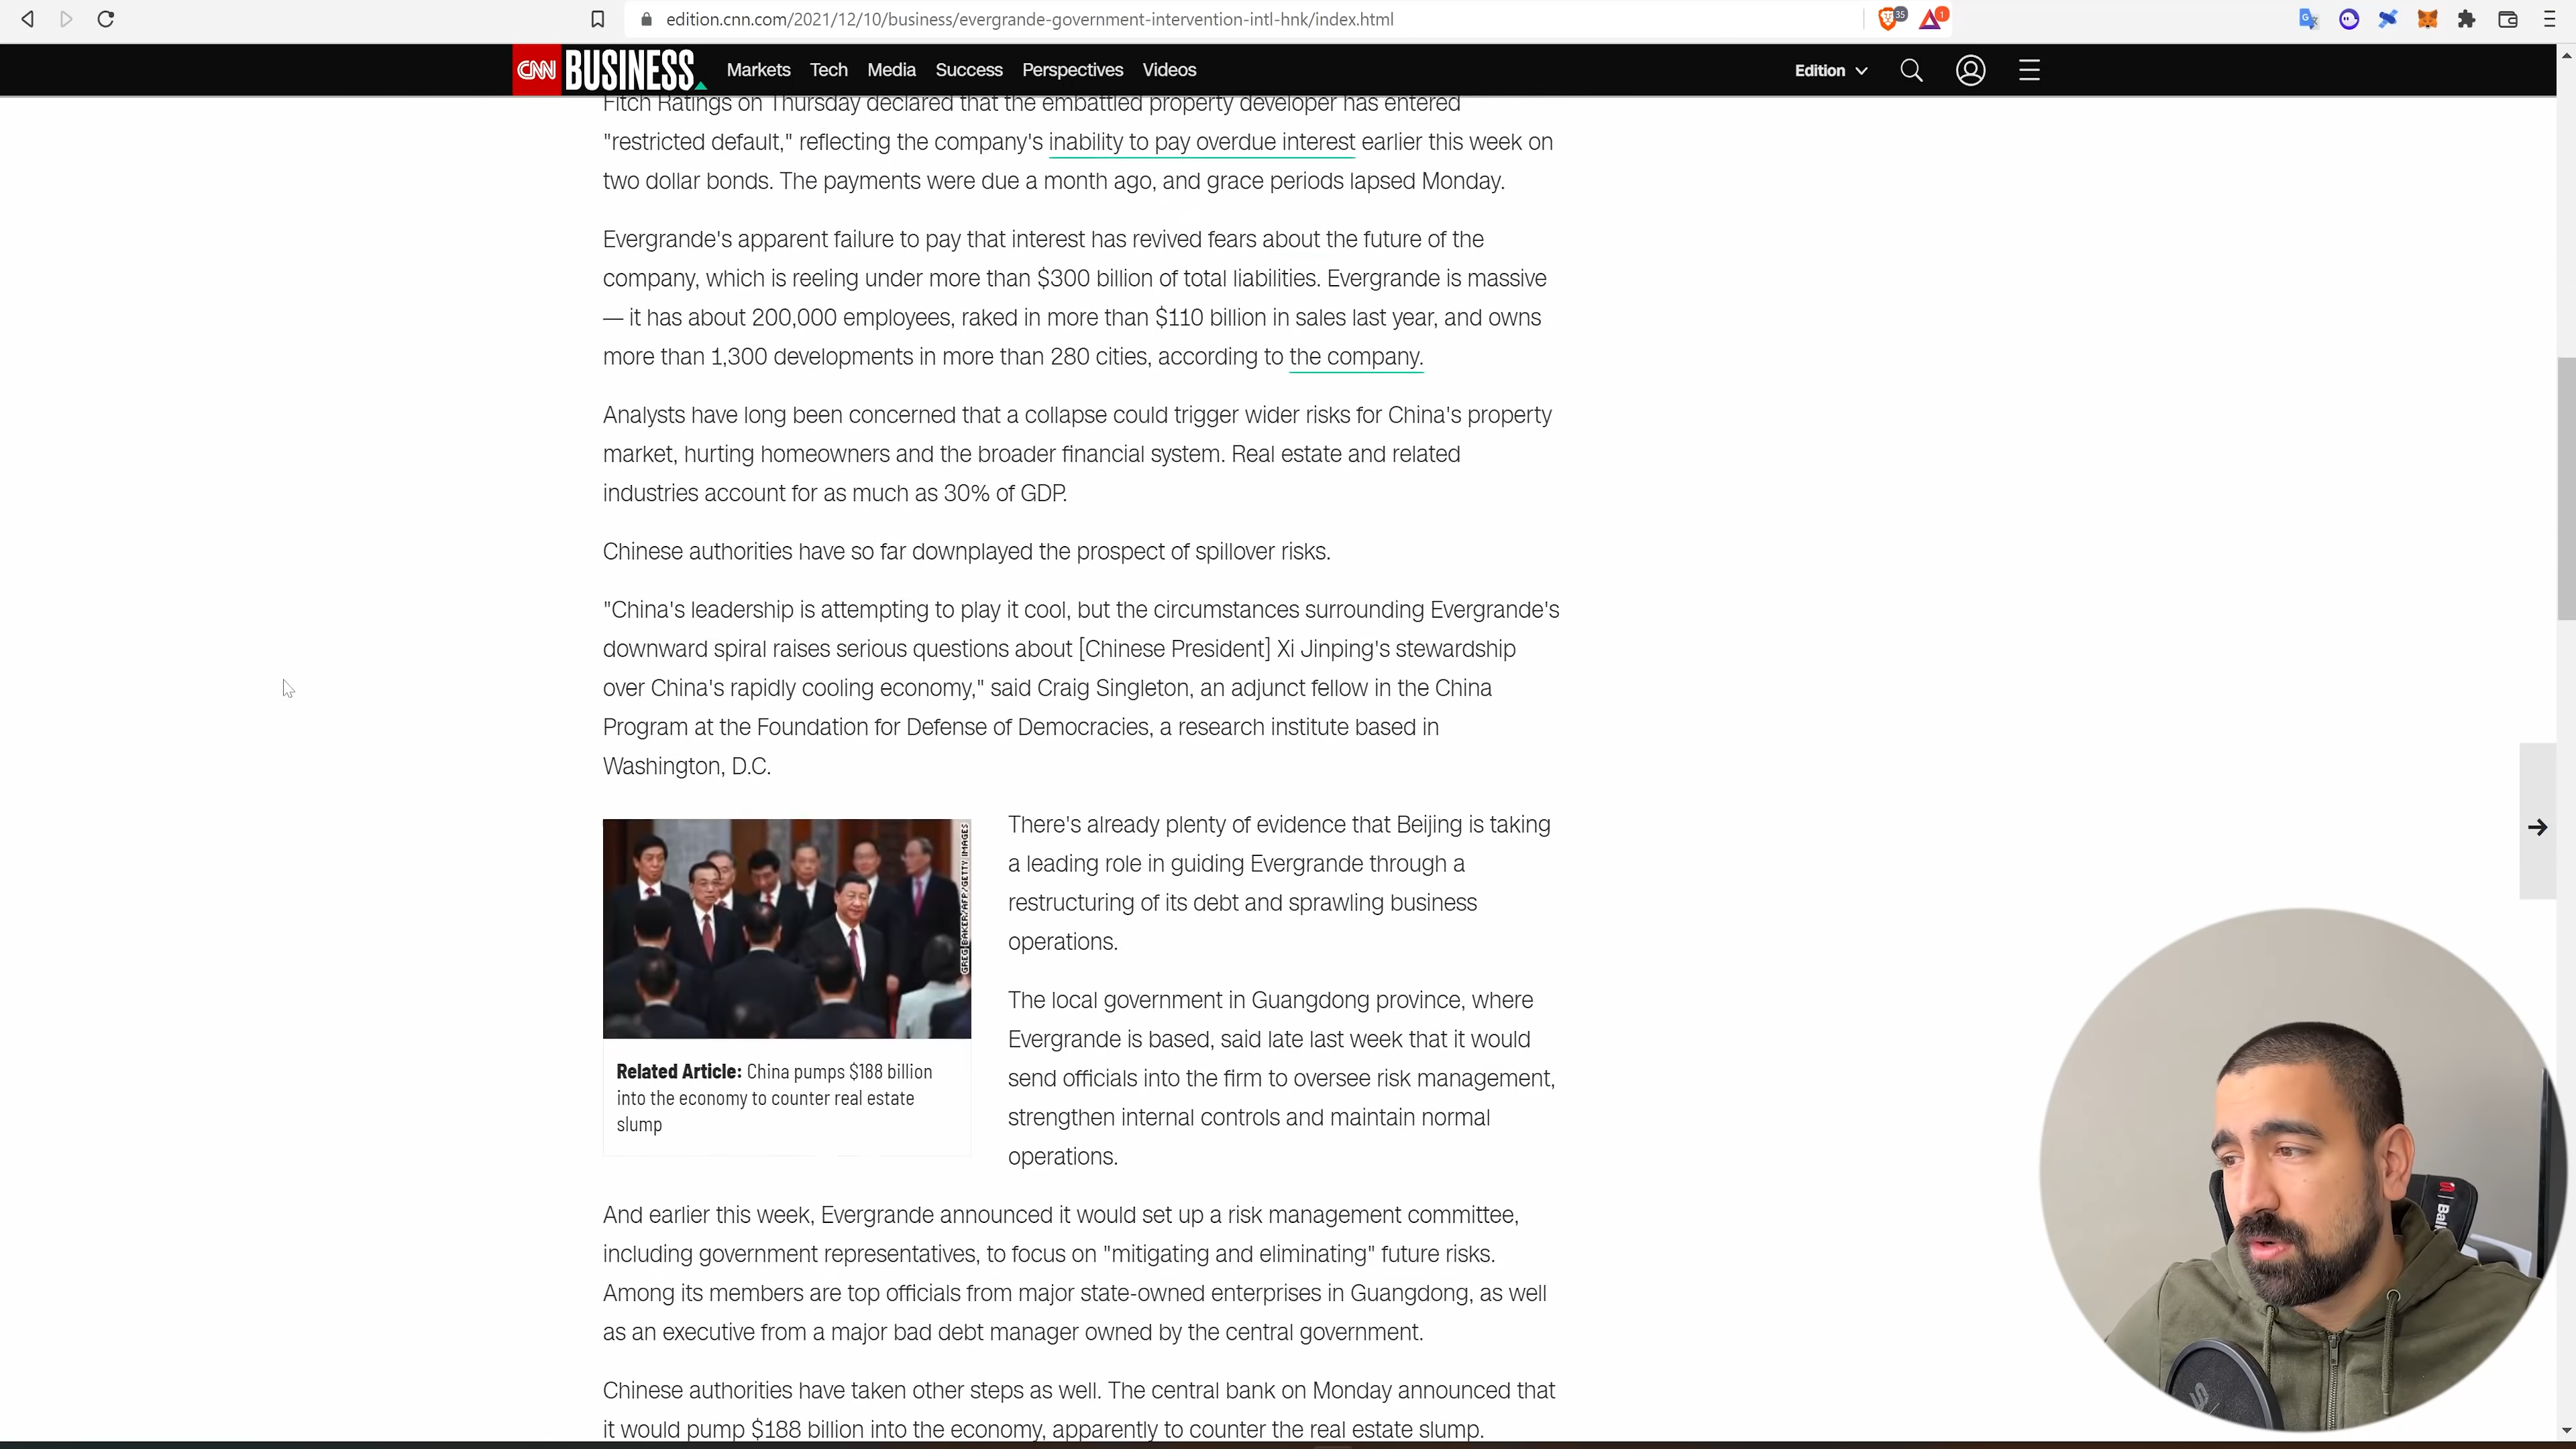 edition.cnn.com/2021/12/10/business/evergrande-government-intervention-intl-hnk/index.html
35
1
CNN BUSINESS
Markets Tech Media Success Perspectives Videos
Edition
Fitch Ratings on Thursday declared that the embattled property developer has entered
"restricted default," reflecting the company's inability to pay overdue interest earlier this week on
two dollar bonds. The payments were due a month ago, and grace periods lapsed Monday.
Evergrande's apparent failure to pay that interest has revived fears about the future of the
company, which is reeling under more than $300 billion of total liabilities. Evergrande is massive
— it has about 200,000 employees, raked in more than $110 billion in sales last year, and owns
more than 1,300 developments in more than 280 cities, according to the company.
Analysts have long been concerned that a collapse could trigger wider risks for China's property
market, hurting homeowners and the broader financial system. Real estate and related
industries account for as much as 30% of GDP.
Chinese authorities have so far downplayed the prospect of spillover risks.
"China's leadership is attempting to play it cool, but the circumstances surrounding Evergrande's
downward spiral raises serious questions about [Chinese President] Xi Jinping's stewardship
over China's rapidly cooling economy," said Craig Singleton, an adjunct fellow in the China
Program at the Foundation for Defense of Democracies, a research institute based in
Washington, D.C.
GREG BAKER/AFP/GETTY IMAGES
Related Article: China pumps $188 billion
into the economy to counter real estate
slump
There's already plenty of evidence that Beijing is taking
a leading role in guiding Evergrande through a
restructuring of its debt and sprawling business
operations.
The local government in Guangdong province, where
Evergrande is based, said late last week that it would
send officials into the firm to oversee risk management,
strengthen internal controls and maintain normal
operations.
And earlier this week, Evergrande announced it would set up a risk management committee,
including government representatives, to focus on "mitigating and eliminating" future risks.
Among its members are top officials from major state-owned enterprises in Guangdong, as well
as an executive from a major bad debt manager owned by the central government.
Chinese authorities have taken other steps as well. The central bank on Monday announced that
it would pump $188 billion into the economy, apparently to counter the real estate slump.